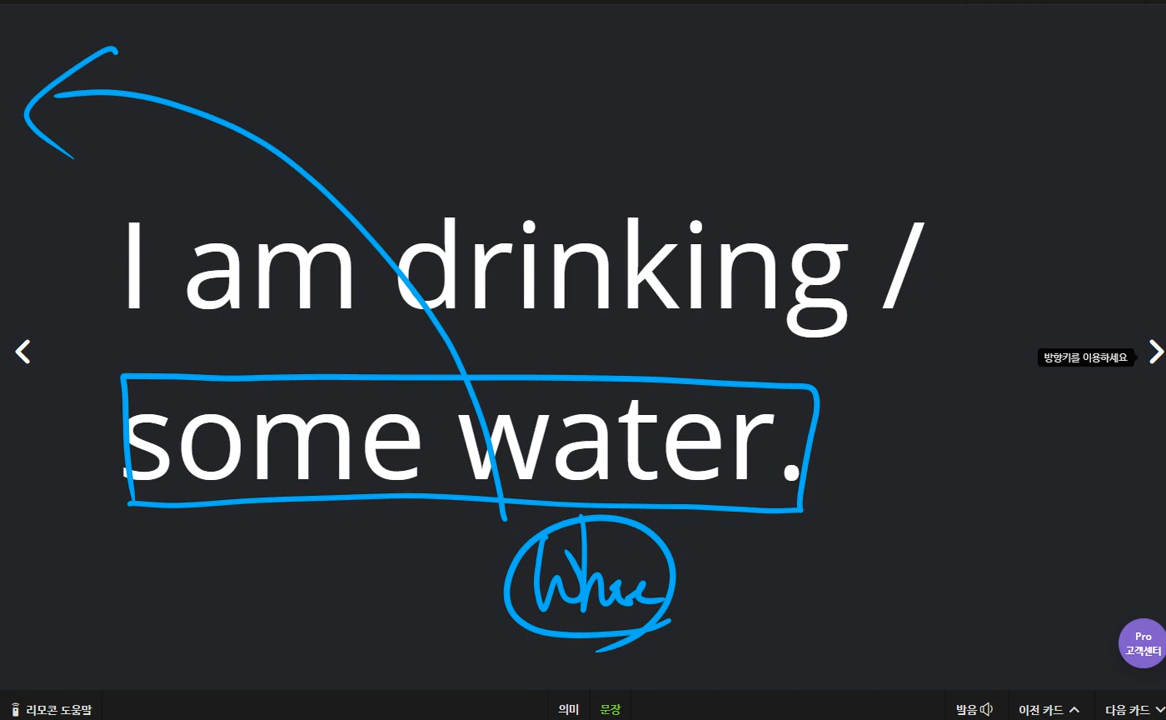 I am drinking /
방향키를 이용하세요
some water.
Pro
고객센터
리모콘 도움말
의미
문장
발음
이전 카드
다음 카드